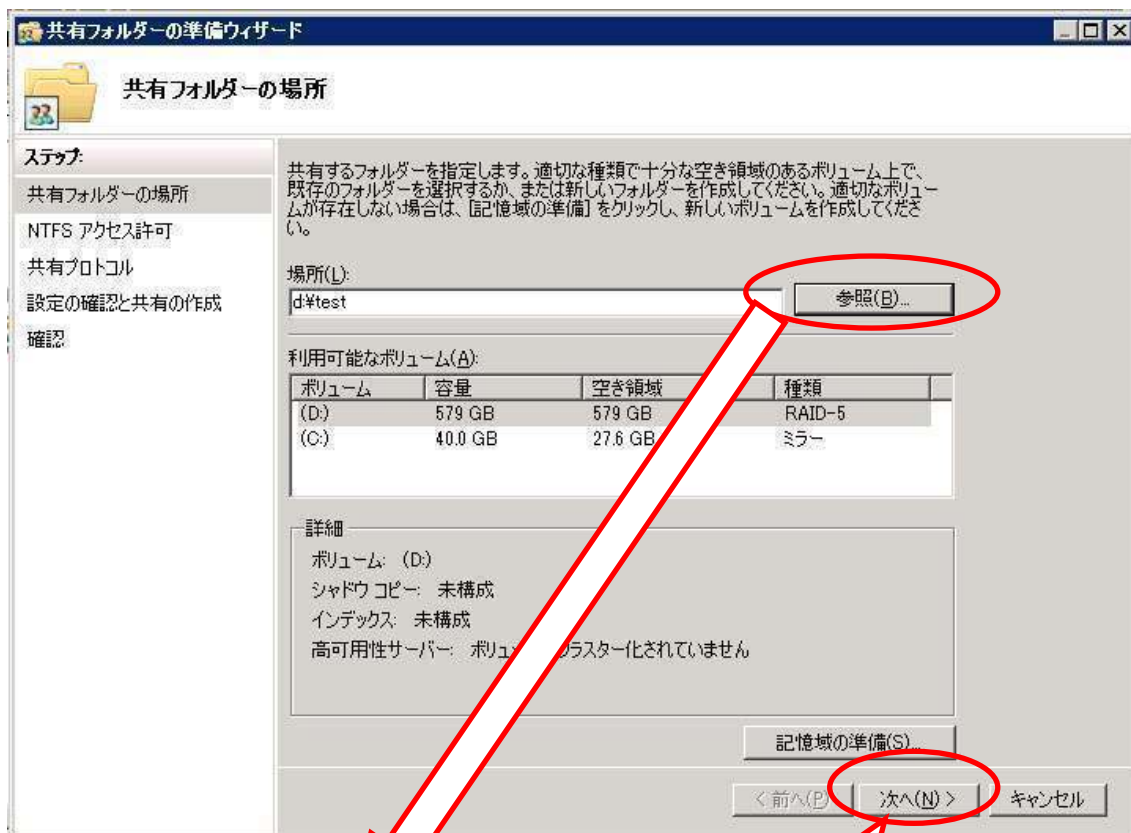 共有フォルダーの準備ウィザード
共有フォルダーの場所
ステップ:
共有フォルダーの場所
NTFS アクセス許可
共有プロトコル
設定の確認と共有の作成
確認
共有するフォルダーを指定します。適切な種類で十分な空き領域のあるボリューム上で、
既存のフォルダーを選択するか、または新しいフォルダーを作成してください。適切なボリュー
ムが存在しない場合は、[記憶域の準備] をクリックし、新しいボリュームを作成してくださ
い。
場所(L):
d:¥test
参照(B)...
利用可能なボリューム(A):
ボリューム 容量 空き領域 種類
(D:) 579 GB 579 GB RAID-5
(C:) 40.0 GB 27.6 GB ミラー
詳細
ボリューム: (D:)
シャドウ コピー: 未構成
インデックス: 未構成
高可用性サーバー: ボリュ クラスター化されていません
記憶域の準備(S)...
< 前へ(P) 次へ(N) > キャンセル